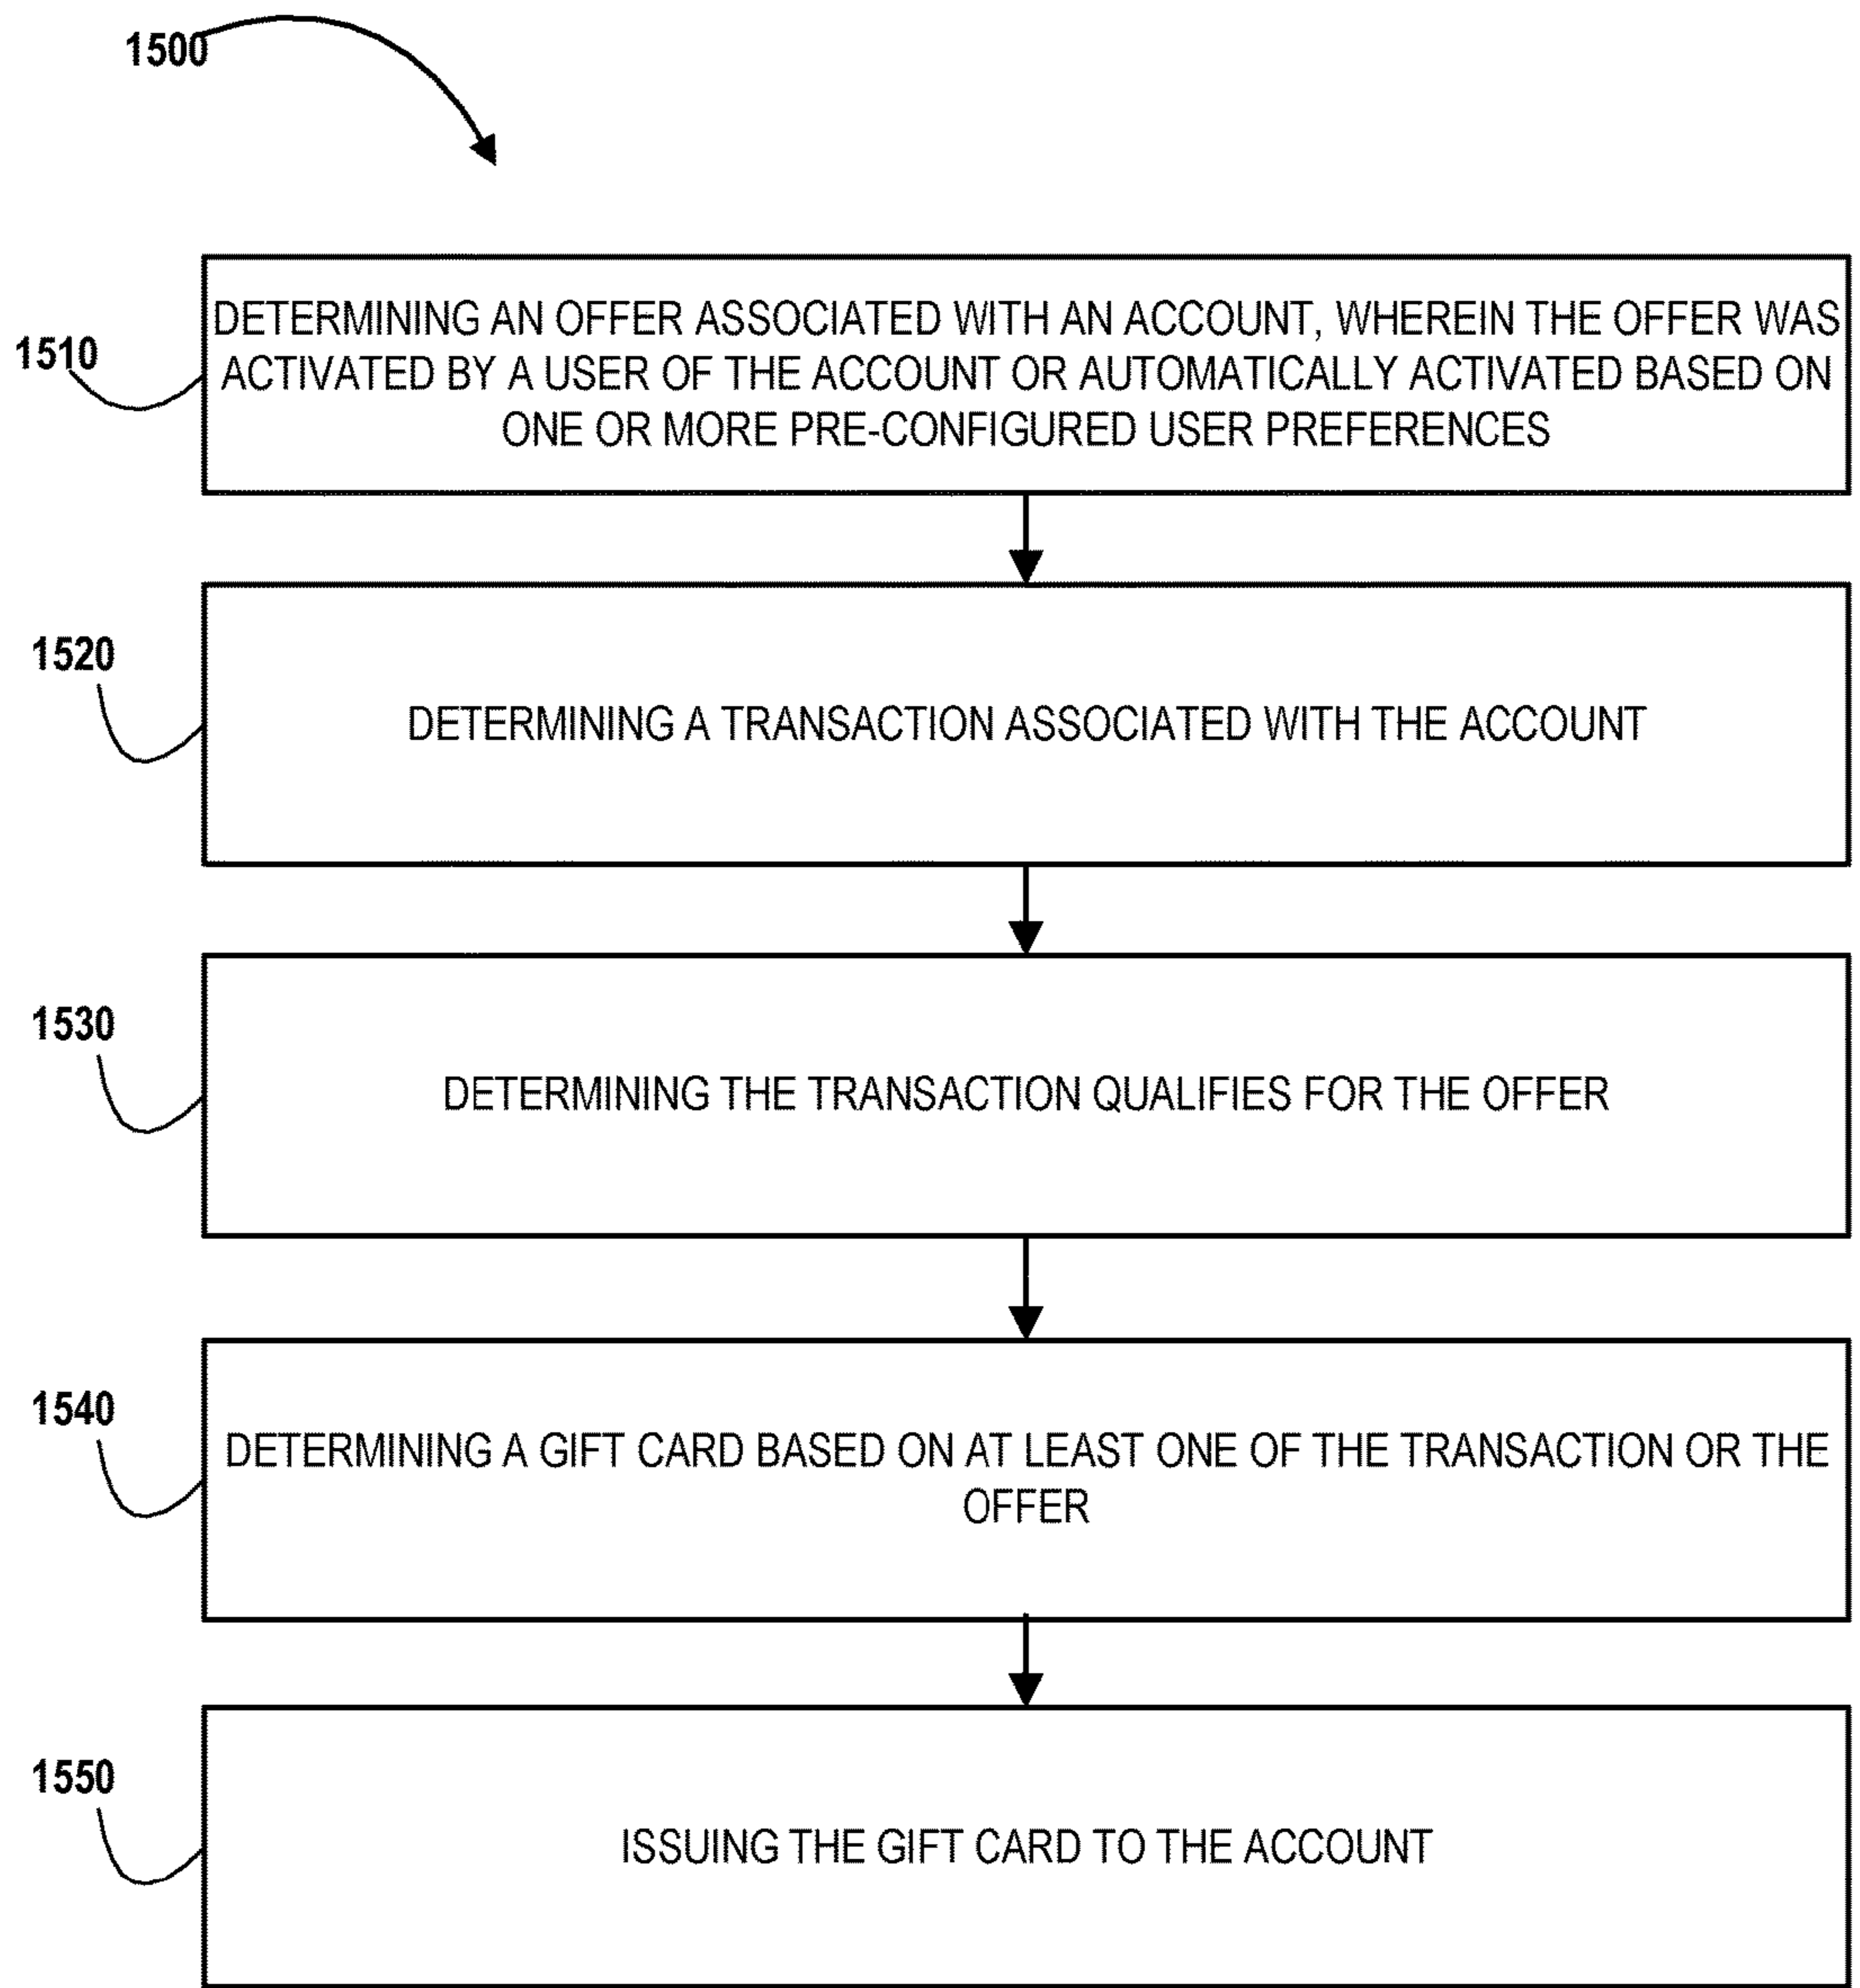 1500
1510
DETERMINING AN OFFER ASSOCIATED WITH AN ACCOUNT, WHEREIN THE OFFER WAS
ACTIVATED BY A USER OF THE ACCOUNT OR AUTOMATICALLY ACTIVATED BASED ON
ONE OR MORE PRE-CONFIGURED USER PREFERENCES
1520
DETERMINING A TRANSACTION ASSOCIATED WITH THE ACCOUNT
1530
DETERMINING THE TRANSACTION QUALIFIES FOR THE OFFER
1540
DETERMINING A GIFT CARD BASED ON AT LEAST ONE OF THE TRANSACTION OR THE
OFFER
1550
ISSUING THE GIFT CARD TO THE ACCOUNT